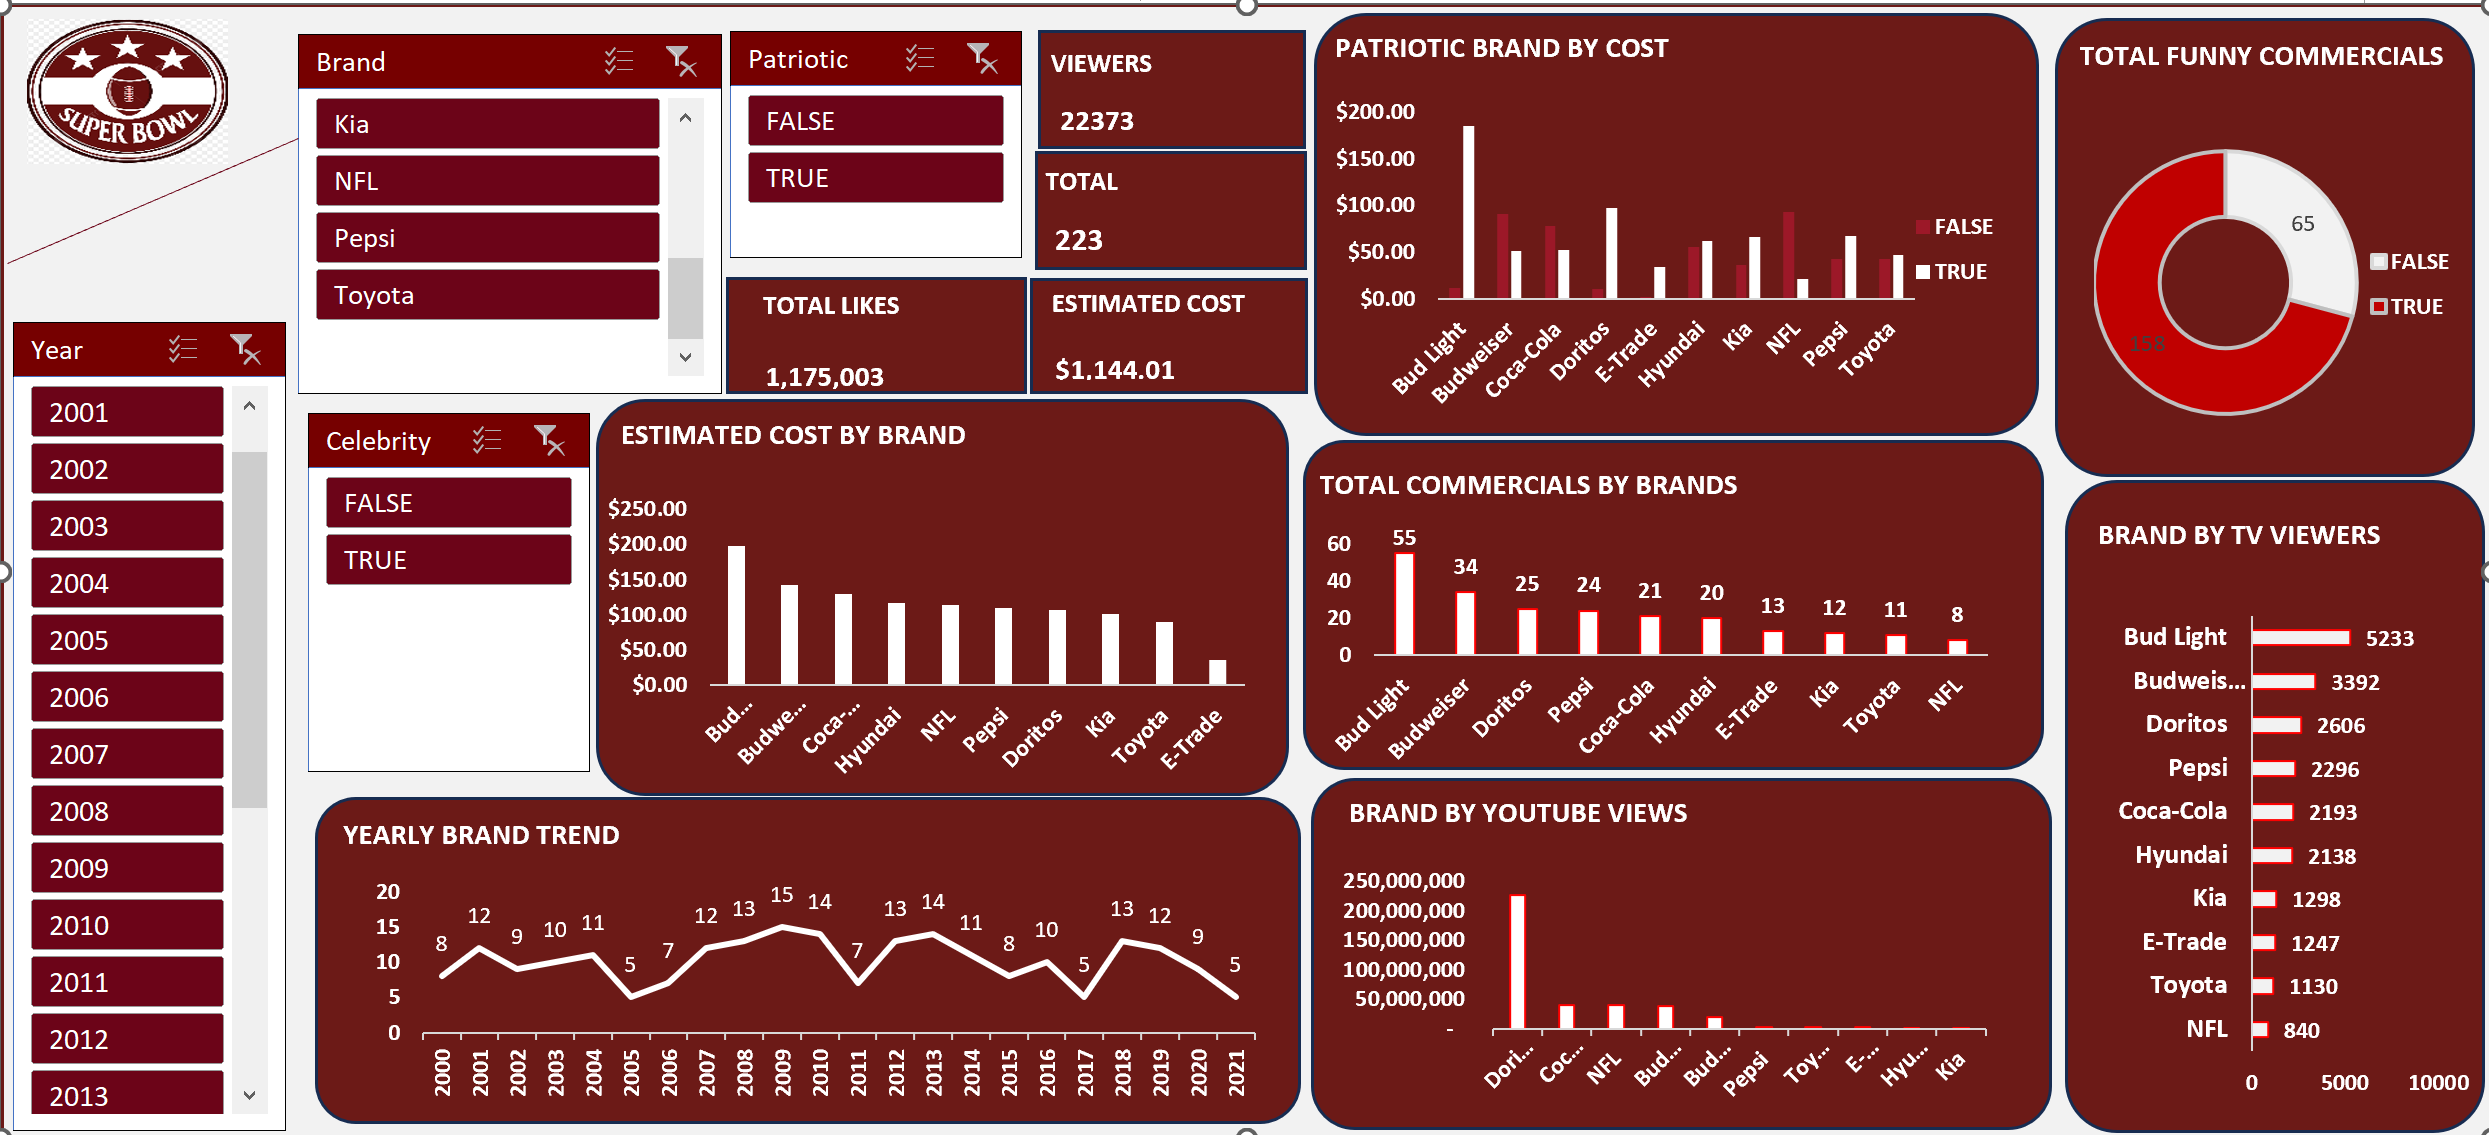 SUPER BOWL
Brand
Kia
NFL
Pepsi
Toyota
Patriotic
FALSE
TRUE
VIEWERS
22373
TOTAL
223
TOTAL LIKES
1,175,003
ESTIMATED COST
$1,144.01
PATRIOTIC BRAND BY COST
$200.00
$150.00
$100.00
$50.00
$0.00
Bud Light
Budweiser
Coca-Cola
Doritos
E-Trade
Hyundai
Kia
NFL
Pepsi
Toyota
FALSE
TRUE
TOTAL FUNNY COMMERCIALS
65
158
FALSE
TRUE
Year
2001
2002
2003
2004
2005
2006
2007
2008
2009
2010
2011
2012
2013
Celebrity
FALSE
TRUE
ESTIMATED COST BY BRAND
$250.00
$200.00
$150.00
$100.00
$50.00
$0.00
Bud...
Budwe...
Coca-...
Hyundai
NFL
Pepsi
Doritos
Kia
Toyota
E-Trade
TOTAL COMMERCIALS BY BRANDS
60
40
20
0
55
34
25
24
21
20
13
12
11
8
Bud Light
Budweiser
Doritos
Pepsi
Coca-Cola
Hyundai
E-Trade
Kia
Toyota
NFL
BRAND BY TV VIEWERS
Bud Light 5233
Budweis... 3392
Doritos 2606
Pepsi 2296
Coca-Cola 2193
Hyundai 2138
Kia 1298
E-Trade 1247
Toyota 1130
NFL 840
0 5000 10000
YEARLY BRAND TREND
20
15
10
5
0
8 12 9 10 11 5 7 12 13 15 14 7 13 14 11 8 10 5 13 12 9 5
2000 2001 2002 2003 2004 2005 2006 2007 2008 2009 2010 2011 2012 2013 2014 2015 2016 2017 2018 2019 2020 2021
BRAND BY YOUTUBE VIEWS
250,000,000
200,000,000
150,000,000
100,000,000
50,000,000
-
Dori...
Coc...
NFL
Bud...
Bud...
Pepsi
Toy...
E-...
Hyu...
Kia